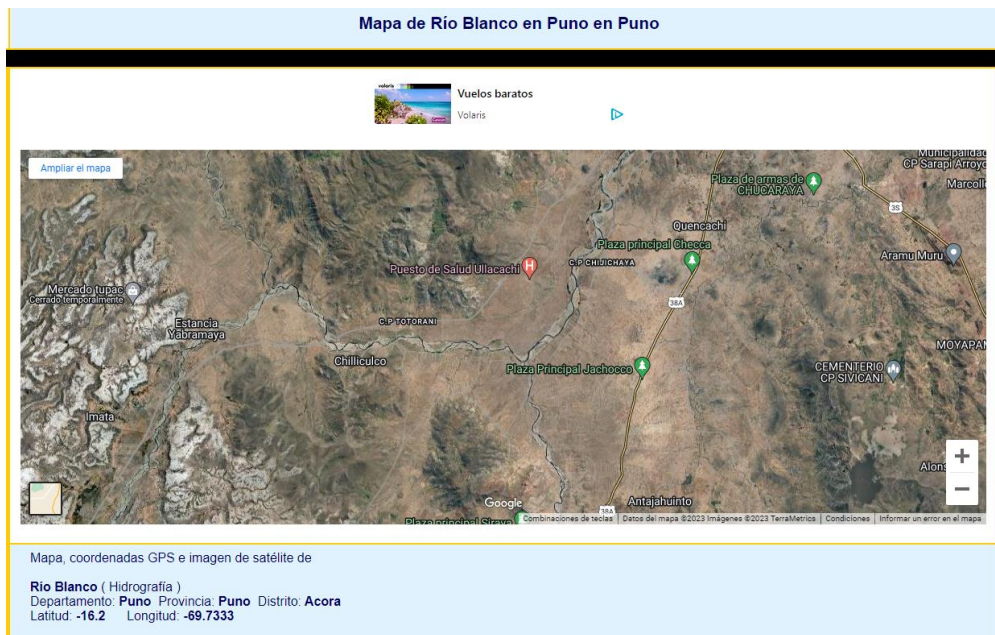 Mapa de Río Blanco en Puno en Puno
volaris
Vuelos baratos
Volaris
Ampliar el mapa
Municipalidad
CP Sarapi Arroyo
Plaza de armas de
CHUCARAYA
Marcoll
3S
Quencachi
Plaza principal Checca
Aramu Muru
C.P CHIJICHAYA
Puesto de Salud Ullacachi
H
Mercado tupac
Cerrado temporalmente
38A
Estancia
Yabramaya
C.P TOTORANI
MOYAPAM
Chilliculco
Plaza Principal Jachocco
CEMENTERIO
CP SIVICANI
Imata
+
Alons
−
Google
Antajahuinto
38A
Plaza principal Siraya
Combinaciones de teclas
Datos del mapa ©2023 Imágenes ©2023 TerraMetrics
Condiciones
Informar un error en el mapa
Mapa, coordenadas GPS e imagen de satélite de
Rio Blanco ( Hidrografía )
Departamento: Puno Provincia: Puno Distrito: Acora
Latitud: -16.2 Longitud: -69.7333